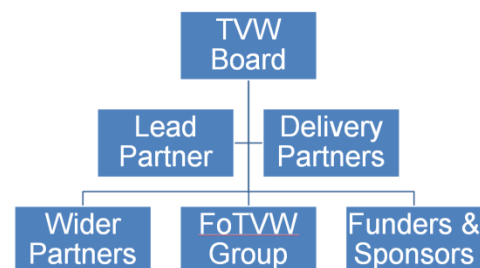 TVW
Board
Lead
Partner
Delivery
Partners
Wider
Partners
FoTVW
Group
Funders &
Sponsors